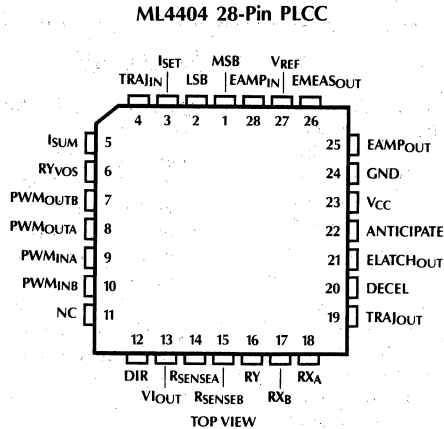 ML4404 28-Pin PLCC
ISET MSB VREF
TRAJIN LSB EAMPIN EMEASOUT
4 3 2 1 28 27 26
ISUM 5 25 EAMPOUT
RYVOS 6 24 GND
PWMOUTB 7 23 VCC
PWMOUTA 8 22 ANTICIPATE
PWMINA 9 21 ELATCHOUT
PWMINB 10 20 DECEL
NC 11 19 TRAJOUT
12 13 14 15 16 17 18
DIR RSENSEA RY RXA
VIOUT RSENSEB RXB
TOP VIEW